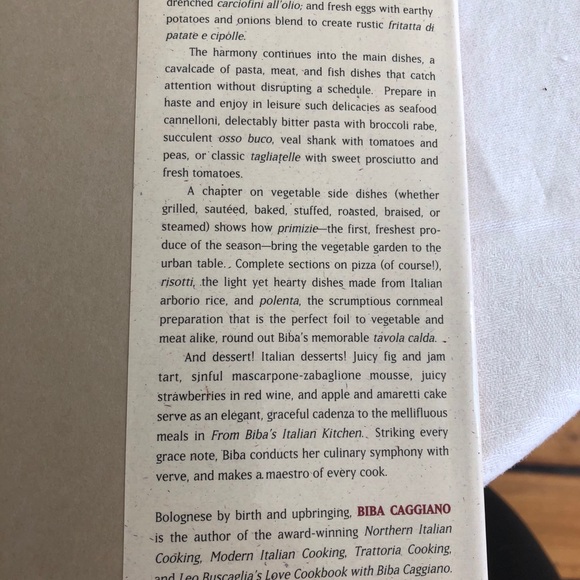 drenched carciofini all'olio; and fresh eggs with earthy
potatoes and onions blend to create rustic fritatta di
patate e cipolle.
The harmony continues into the main dishes, a
cavalcade of pasta, meat, and fish dishes that catch
attention without disrupting a schedule. Prepare in
haste and enjoy in leisure such delicacies as seafood
cannelloni, delectably bitter pasta with broccoli rabe,
succulent osso buco, veal shank with tomatoes and
peas, or classic tagliatelle with sweet prosciutto and
fresh tomatoes.
A chapter on vegetable side dishes (whether
grilled, sautéed, baked, stuffed, roasted, braised, or
steamed) shows how primizie—the first, freshest pro-
duce of the season—bring the vegetable garden to the
urban table. Complete sections on pizza (of course!),
risotti, the light yet hearty dishes made from Italian
arborio rice, and polenta, the scrumptious cornmeal
preparation that is the perfect foil to vegetable and
meat alike, round out Biba's memorable tavola calda.
And dessert! Italian desserts! Juicy fig and jam
tart, sinful mascarpone-zabaglione mousse, juicy
strawberries in red wine, and apple and amaretti cake
serve as an elegant, graceful cadenza to the mellifluous
meals in From Biba's Italian Kitchen. Striking every
grace note, Biba conducts her culinary symphony with
verve, and makes a maestro of every cook.
Bolognese by birth and upbringing, BIBA CAGGIANO
is the author of the award-winning Northern Italian
Cooking, Modern Italian Cooking, Trattoria Cooking,
and Leo Buscaglia's Love Cookbook with Biba Caggiano.